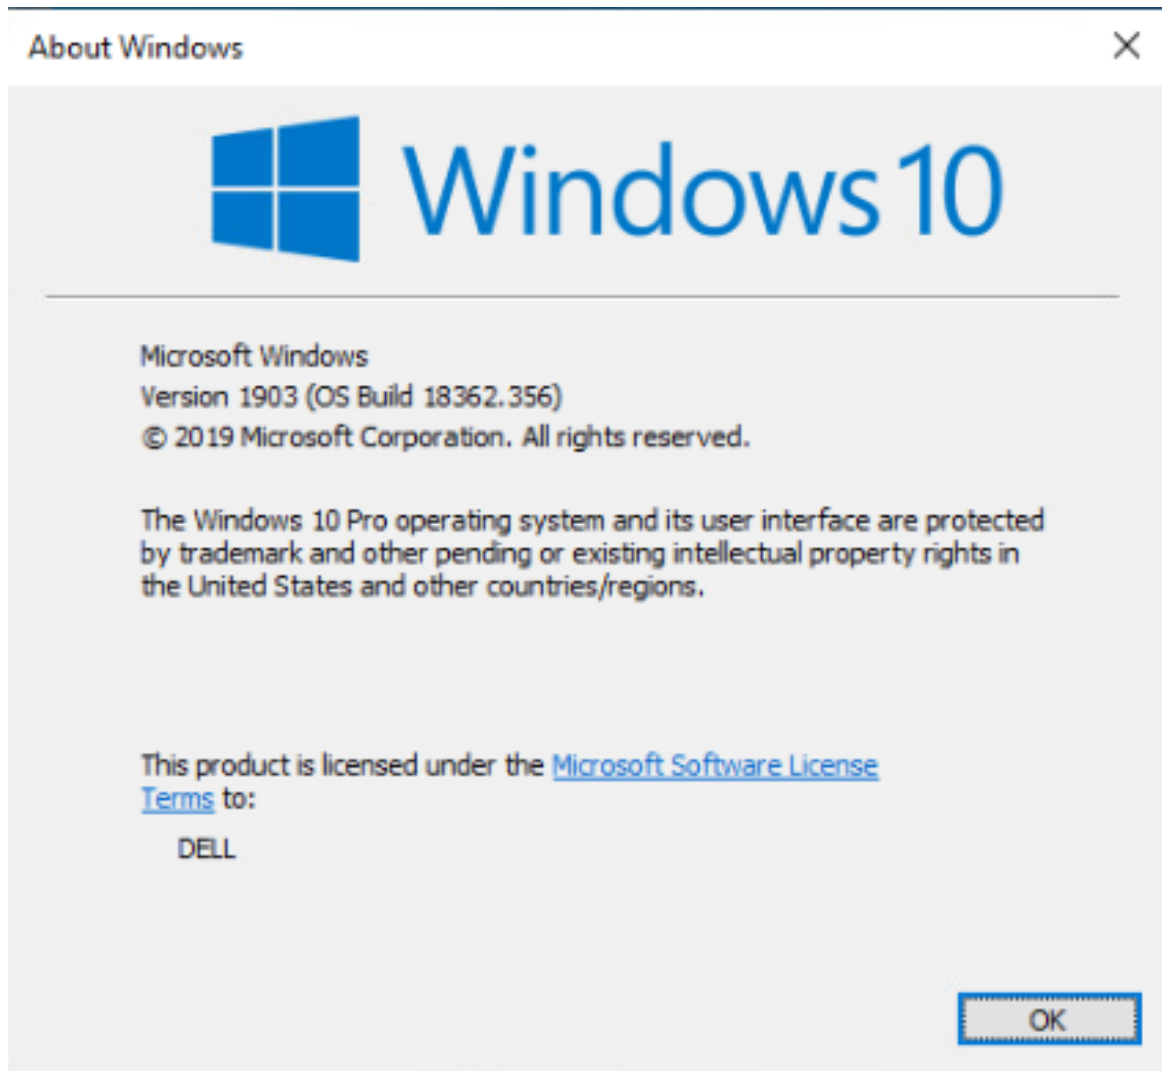 About Windows
Windows 10
Microsoft Windows
Version 1903 (OS Build 18362.356)
© 2019 Microsoft Corporation. All rights reserved.
The Windows 10 Pro operating system and its user interface are protected
by trademark and other pending or existing intellectual property rights in
the United States and other countries/regions.
This product is licensed under the Microsoft Software License
Terms to:
DELL
OK